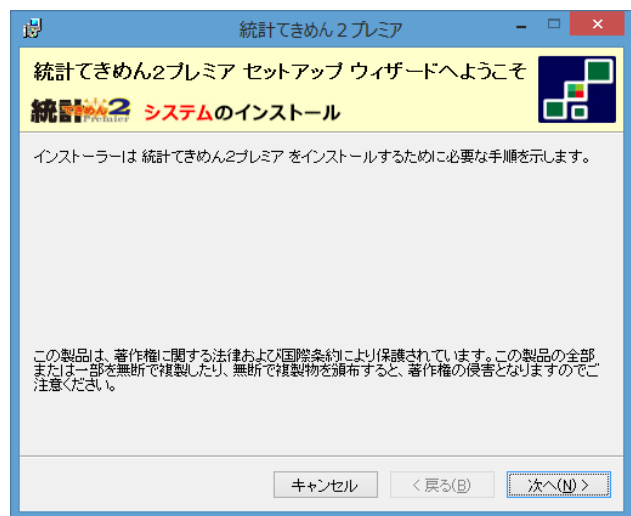 統計てきめん2プレミア
統計てきめん2プレミア セットアップ ウィザードへようこそ
統計てきめん2 Premier システムのインストール
インストーラーは 統計てきめん2プレミア をインストールするために必要な手順を示します。
この製品は、著作権に関する法律および国際条約により保護されています。この製品の全部
または一部を無断で複製したり、無断で複製物を頒布すると、著作権の侵害となりますのでご
注意ください。
キャンセル < 戻る(B) 次へ(N) >